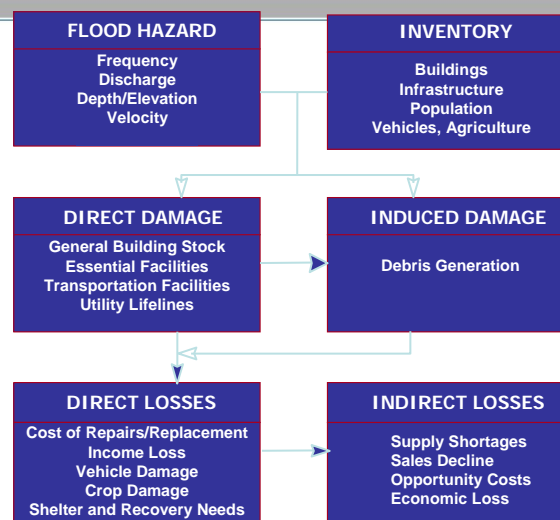 FLOOD HAZARD
Frequency
Discharge
Depth/Elevation
Velocity
INVENTORY
Buildings
Infrastructure
Population
Vehicles, Agriculture
DIRECT DAMAGE
General Building Stock
Essential Facilities
Transportation Facilities
Utility Lifelines
INDUCED DAMAGE
Debris Generation
DIRECT LOSSES
Cost of Repairs/Replacement
Income Loss
Vehicle Damage
Crop Damage
Shelter and Recovery Needs
INDIRECT LOSSES
Supply Shortages
Sales Decline
Opportunity Costs
Economic Loss